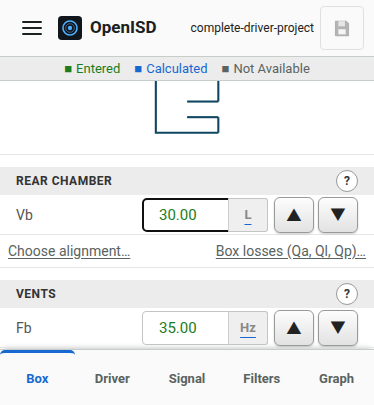 OpenISD
complete-driver-project
Entered Calculated Not Available
REAR CHAMBER ?
Vb 30.00 L
Choose alignment... Box losses (Qa, Ql, Qp)...
VENTS ?
Fb 35.00 Hz
Box Driver Signal Filters Graph